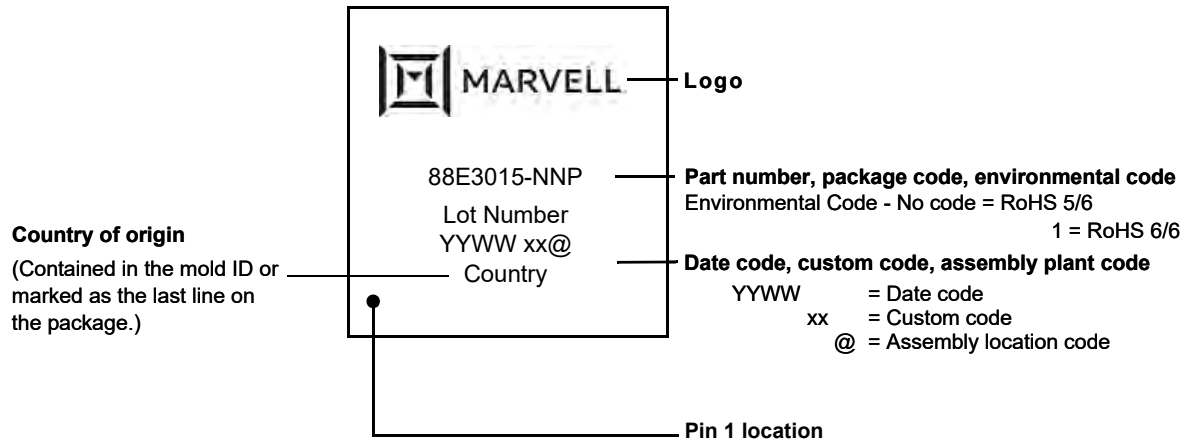 MARVELL
Logo
88E3015-NNP
Part number, package code, environmental code
Environmental Code - No code = RoHS 5/6
1 = RoHS 6/6
Lot Number
YYWW xx@
Country
Country of origin
(Contained in the mold ID or
marked as the last line on
the package.)
Date code, custom code, assembly plant code
YYWW = Date code
xx = Custom code
@ = Assembly location code
Pin 1 location